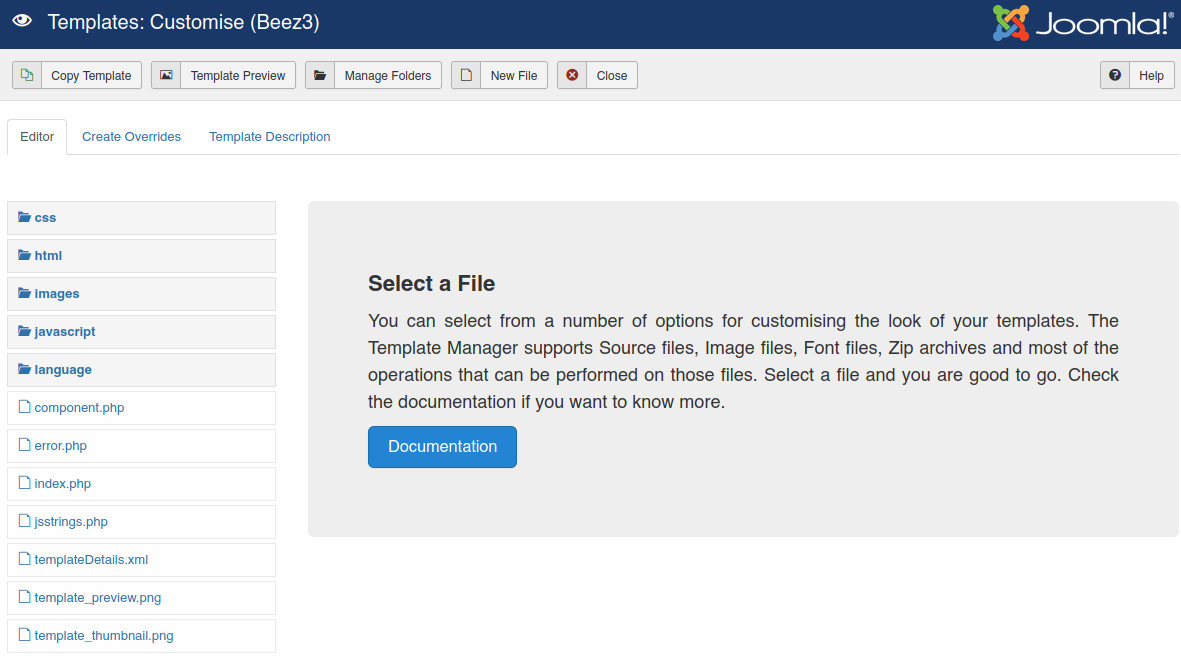 Templates: Customise (Beez3)
Joomla!®
Copy Template
Template Preview
Manage Folders
New File
Close
Help
Editor
Create Overrides
Template Description
css
html
images
javascript
language
component.php
error.php
index.php
jsstrings.php
templateDetails.xml
template_preview.png
template_thumbnail.png
Select a File
You can select from a number of options for customising the look of your templates. The
Template Manager supports Source files, Image files, Font files, Zip archives and most of the
operations that can be performed on those files. Select a file and you are good to go. Check
the documentation if you want to know more.
Documentation